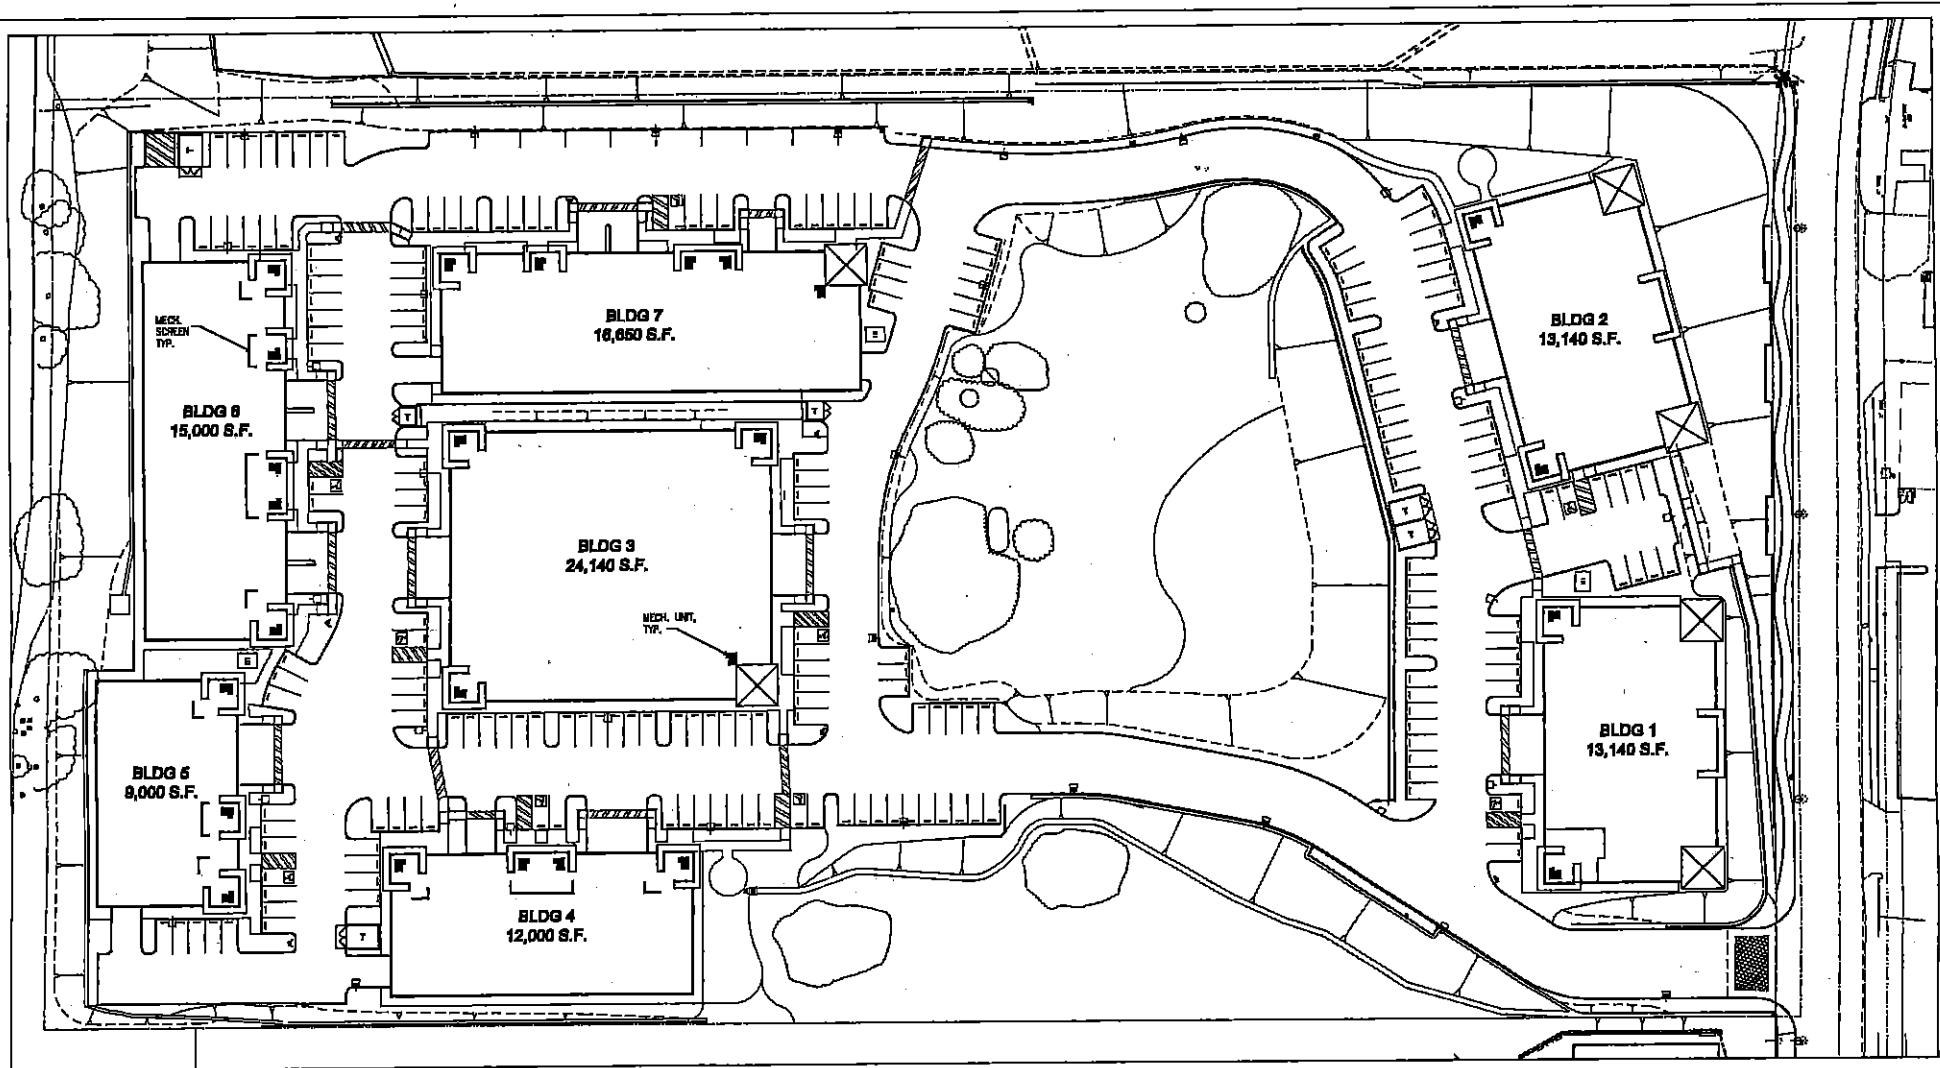 BLDG 7
16,650 S.F.
BLDG 2
13,140 S.F.
MECH.
SCREEN
TYP.
BLDG 6
15,000 S.F.
BLDG 3
24,140 S.F.
MECH. UNIT,
TYP.
BLDG 1
13,140 S.F.
BLDG 5
9,000 S.F.
BLDG 4
12,000 S.F.
T
T
T
T
T
T
E
E
E